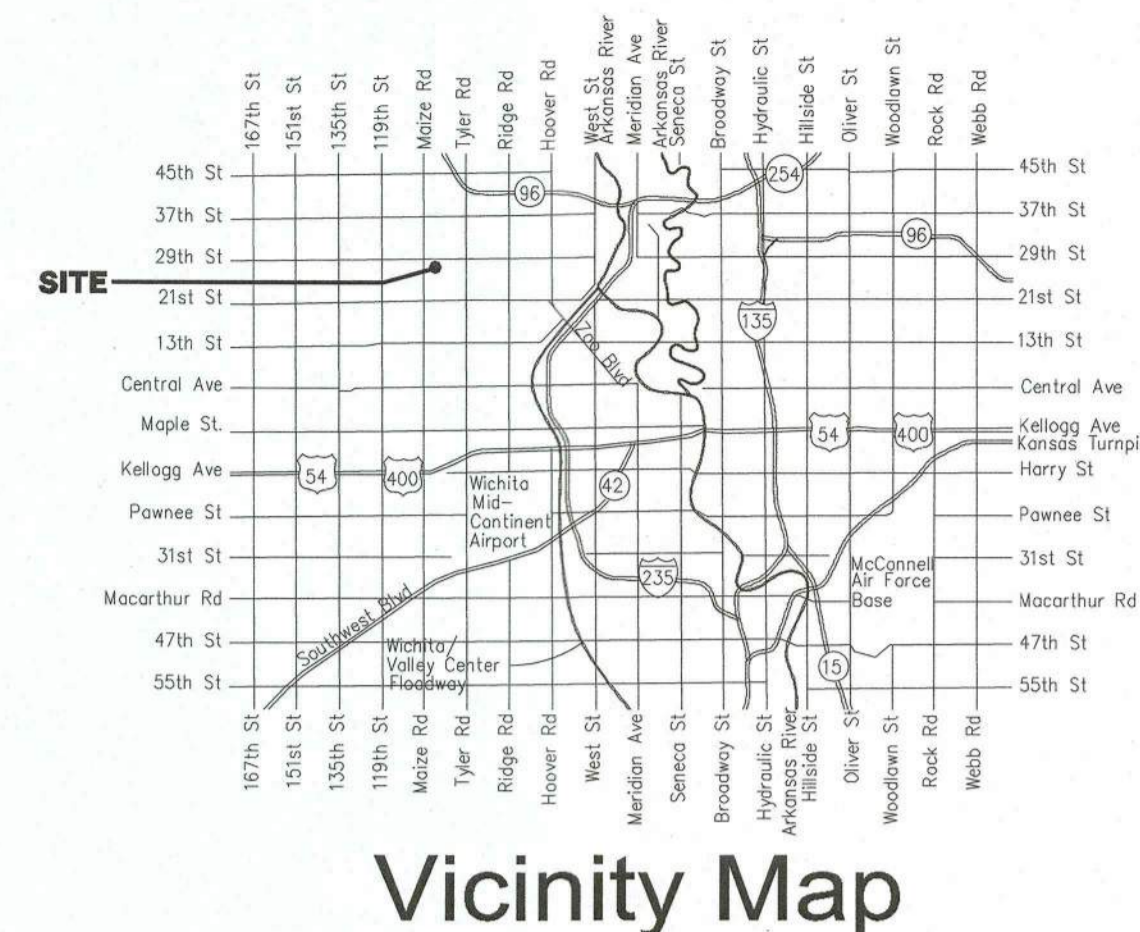 167th St
151st St
135th St
119th St
Maize Rd
Tyler Rd
Ridge Rd
Hoover Rd
West St
Arkansas River
Meridian Ave
Arkansas River
Seneca St
Broadway St
Hydraulic St
Hillside St
Oliver St
Woodlawn St
Rock Rd
Webb Rd
45th St
254
45th St
96
37th St
37th St
96
29th St
29th St
SITE
21st St
21st St
135
13th St
Zoo Blvd
13th St
Central Ave
Central Ave
Maple St.
54
400
Kellogg Ave
Kansas Turnpi
Kellogg Ave
54
400
Wichita
Mid-
Continent
Airport
42
Harry St
Pawnee St
Pawnee St
31st St
31st St
235
McConnell
Air Force
Base
Macarthur Rd
Macarthur Rd
Southwest Blvd
47th St
Wichita/
Valley Center
Floodway
47th St
15
55th St
55th St
167th St
151st St
135th St
119th St
Maize Rd
Tyler Rd
Ridge Rd
Hoover Rd
West St
Meridian Ave
Seneca St
Broadway St
Hydraulic St
Arkansas River
Hillside St
Oliver St
Woodlawn St
Rock Rd
Webb Rd
Vicinity Map